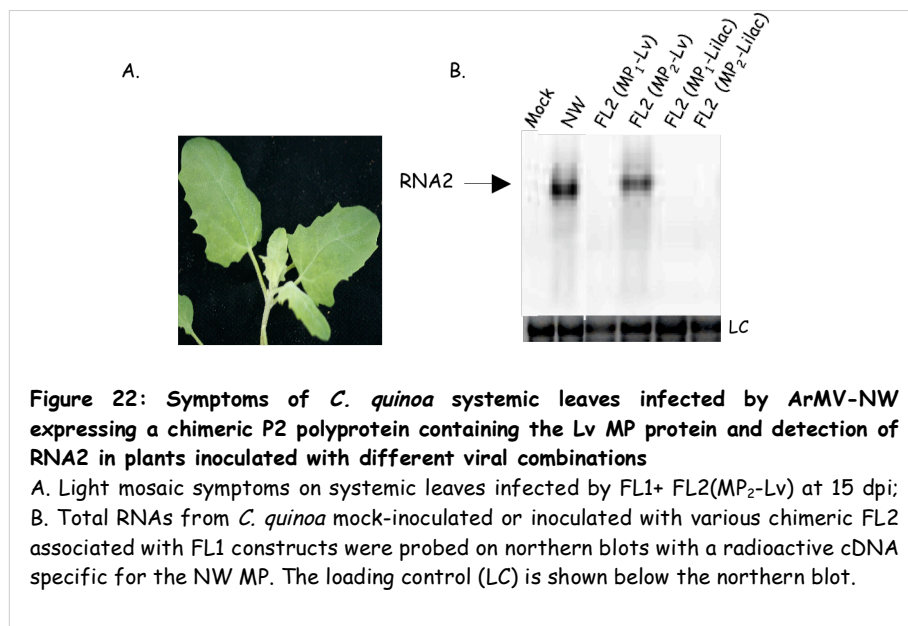 A.
B.
Mock
NW
FL2 (MP₁-Lv)
FL2 (MP₂-Lv)
FL2 (MP₁-Lilac)
FL2 (MP₂-Lilac)
RNA2
LC
Figure 22: Symptoms of C. quinoa systemic leaves infected by ArMV-NW
expressing a chimeric P2 polyprotein containing the Lv MP protein and detection of
RNA2 in plants inoculated with different viral combinations
A. Light mosaic symptoms on systemic leaves infected by FL1+ FL2(MP₂-Lv) at 15 dpi;
B. Total RNAs from C. quinoa mock-inoculated or inoculated with various chimeric FL2
associated with FL1 constructs were probed on northern blots with a radioactive cDNA
specific for the NW MP. The loading control (LC) is shown below the northern blot.